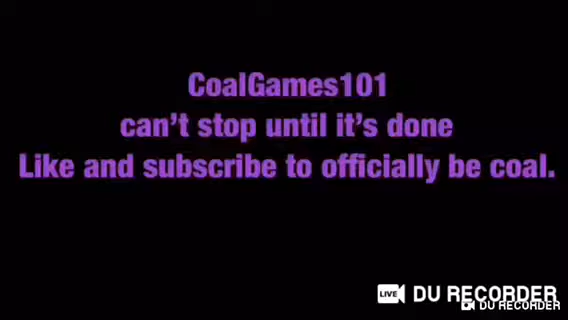 CoalGames101
can’t stop until it’s done
Like and subscribe to officially be coal.
LIVE DU RECORDER
DU RECORDER